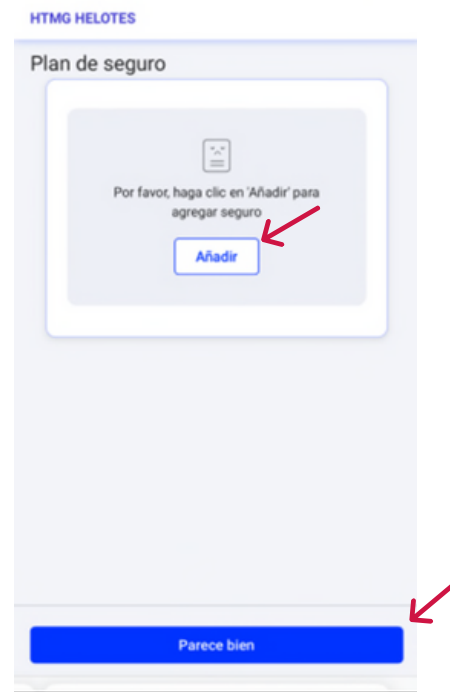 HTMG HELOTES
Plan de seguro
Por favor, haga clic en 'Añadir' para
agregar seguro
Añadir
Parece bien